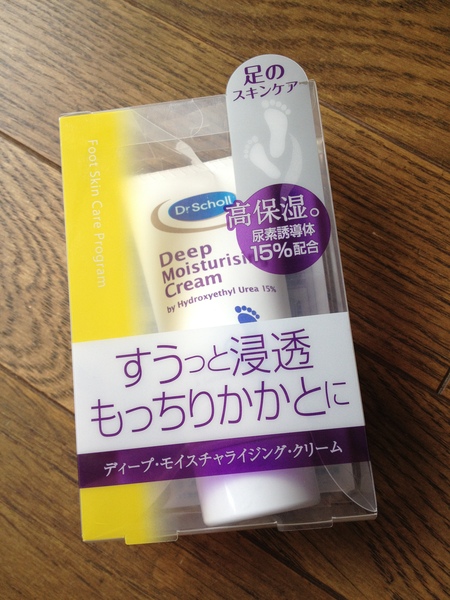 足の
スキンケア
Foot Skin Care Program
Dr Scholl
高保湿。
尿素誘導体
15%配合
Deep
Moisturisi
Cream
by Hydroxyethyl Urea 15%
すうっと浸透
もっちりかかとに
ディープ・モイスチャライジング・クリーム